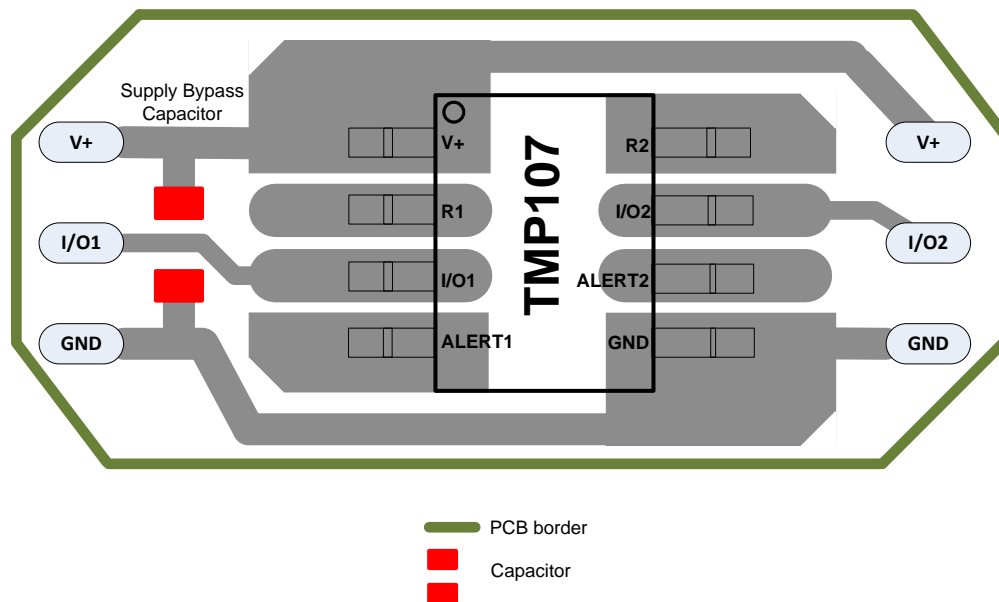 Supply Bypass
Capacitor
V+
I/O1
GND
V+
R1
I/O1
ALERT1
TMP107
R2
I/O2
ALERT2
GND
V+
I/O2
GND
PCB border
Capacitor